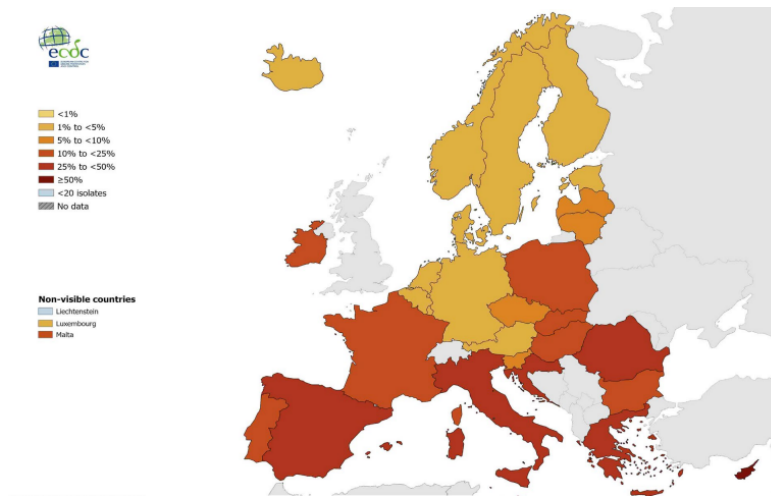 ecdc
<1%
1% to <5%
5% to <10%
10% to <25%
25% to <50%
≥50%
<20 isolates
No data
Non-visible countries
Liechtenstein
Luxembourg
Malta